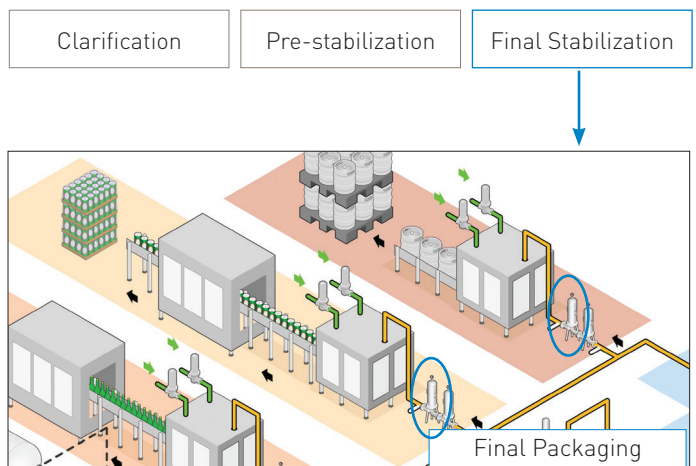 Clarification
Pre-stabilization
Final Stabilization
Final Packaging